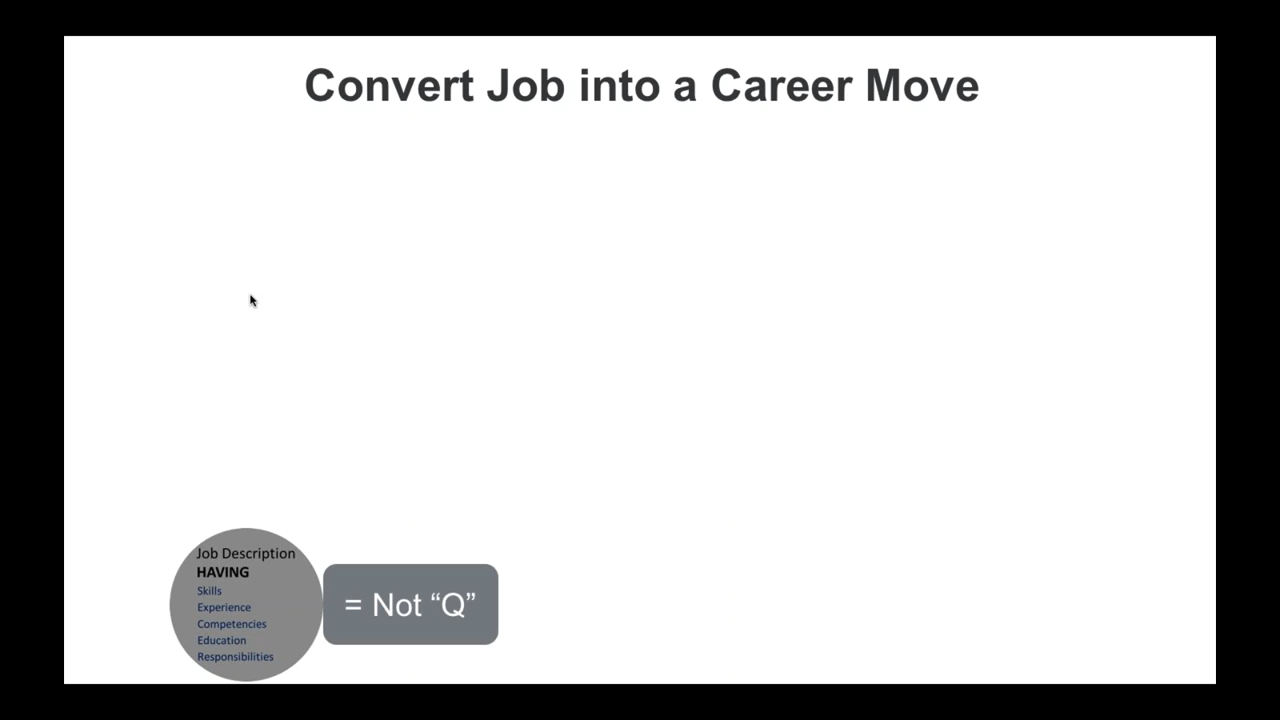 Convert Job into a Career Move
Job Description
HAVING
Skills
Experience
Competencies
Education
Responsibilities
= Not “Q”